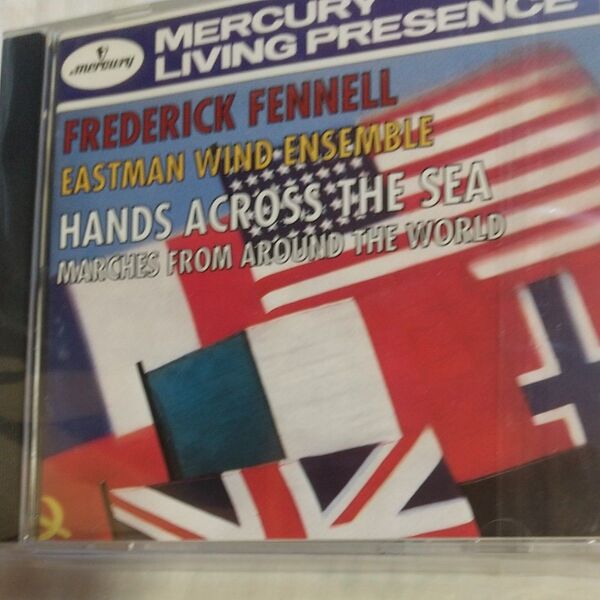 mercury
MERCURY
LIVING PRESENCE
FREDERICK FENNELL
EASTMAN WIND ENSEMBLE
HANDS ACROSS THE SEA
MARCHES FROM AROUND THE WORLD